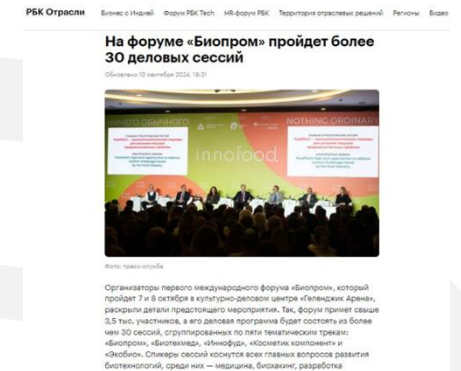 РБК Отрасли Бизнес с Индией Форум РБК Tech HR-форум РБК Территория отраслевых решений Регионы Видео
На форуме «Биопром» пройдет более
30 деловых сессий
Обновлено 10 сентября 2024, 19:31
НИЧЕГО ОБЫЧНОГО
NOTHING ORDINARY
innofood
Фото: пресс-служба
Организаторы первого международного форума «Биопром», который
пройдет 7 и 8 октября в культурно-деловом центре «Геленджик Арена»,
раскрыли детали предстоящего мероприятия. Так, форум примет свыше
3,5 тыс. участников, а его деловая программа будет состоять из более
чем 30 сессий, сгруппированных по пяти тематическим трекам:
«Биопром», «Биотехмед», «Иннофуд», «Косметик компонент» и
«Экобио». Спикеры сессий коснутся всех главных вопросов развития
биотехнологий, среди них — медицина, биохакинг, разработка